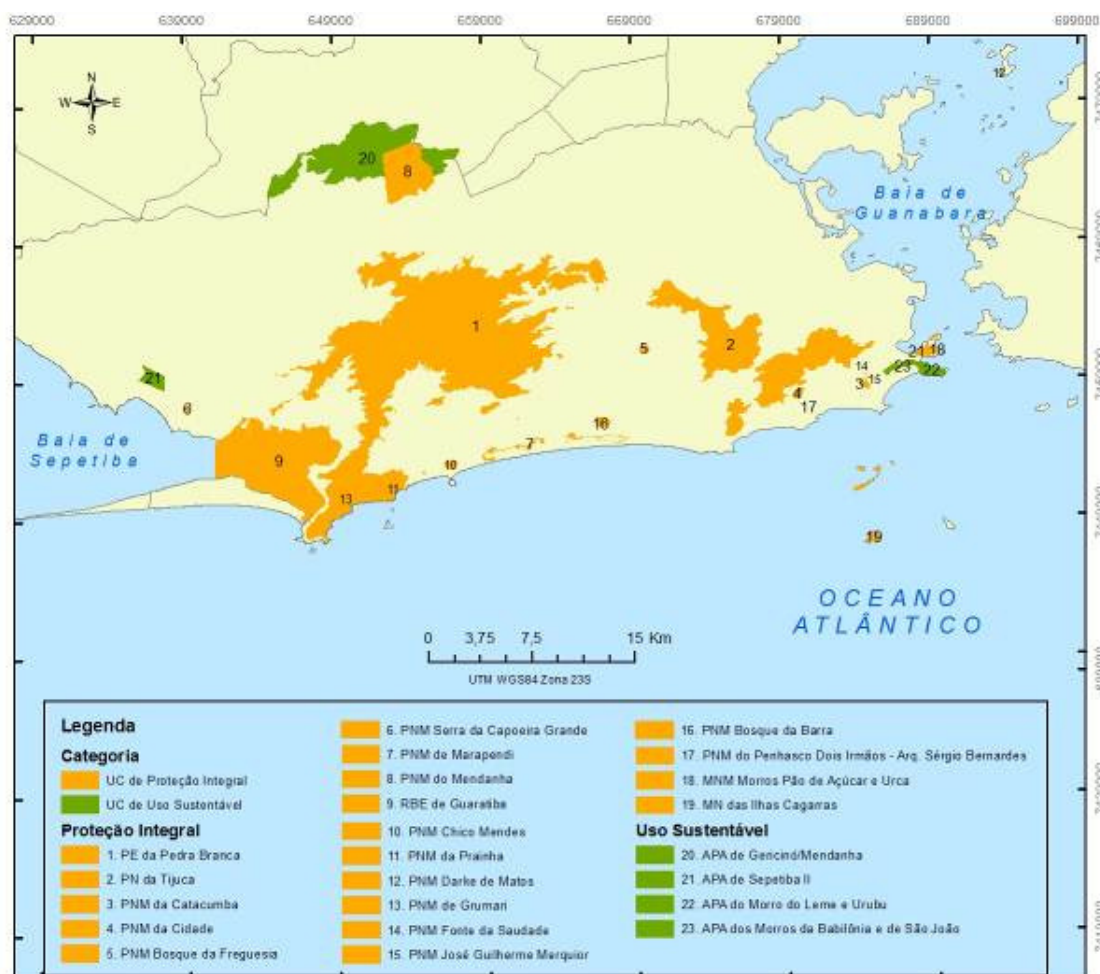 629000 639000 649000 659000 669000 679000 689000 699000
N
W E
S
12
20
8
Baia de
Guanabara
1
2
5
21
6
14
3 15
4
17
21 18
23
22
Baia de
Sepetiba
9
16
7
10
11
13
19
OCEANO
ATLÂNTICO
0 3,75 7,5 15 Km
UTM WGS84 Zona 23S
Legenda
Categoria
UC de Proteção Integral
UC de Uso Sustentável
Proteção Integral
1. PE da Pedra Branca
2. PN da Tijuca
3. PNM da Catacumba
4. PNM da Cidade
5. PNM Bosque da Freguesia
6. PNM Serra da Capoeira Grande
7. PNM de Marapendi
8. PNM do Mendanha
9. RBE de Guaratiba
10. PNM Chico Mendes
11. PNM da Prainha
12. PNM Darke de Matos
13. PNM de Grumari
14. PNM Fonte da Saudade
15. PNM José Guilherme Merquior
16. PNM Bosque da Barra
17. PNM do Penhasco Dois Irmãos - Arq. Sérgio Bernardes
18. MNM Morros Pão de Açúcar e Urca
19. MN das Ilhas Cagarras
Uso Sustentável
20. APA de Gericinó/Mendanha
21. APA de Sepetiba II
22. APA do Morro do Leme e Urubu
23. APA dos Morros da Babilônia e de São João